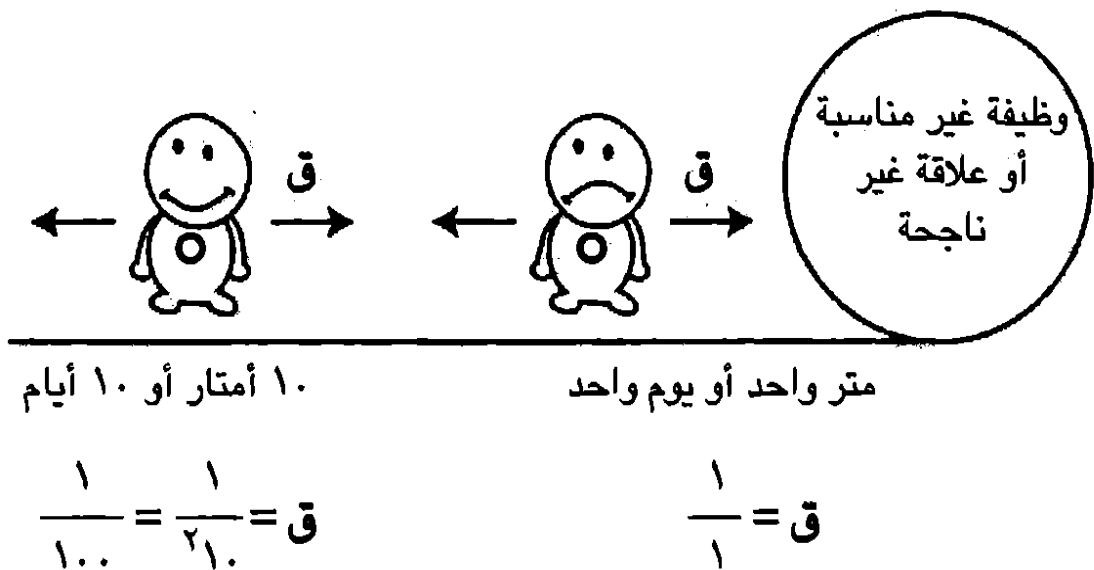 وظيفة غير مناسبة
أو علاقة غير
ناجحة
ق
ق
متر واحد أو يوم واحد
١٠ أمتار أو ١٠ أيام
ق = ١/١
ق = ١/١٠٢ = ١/١٠٠